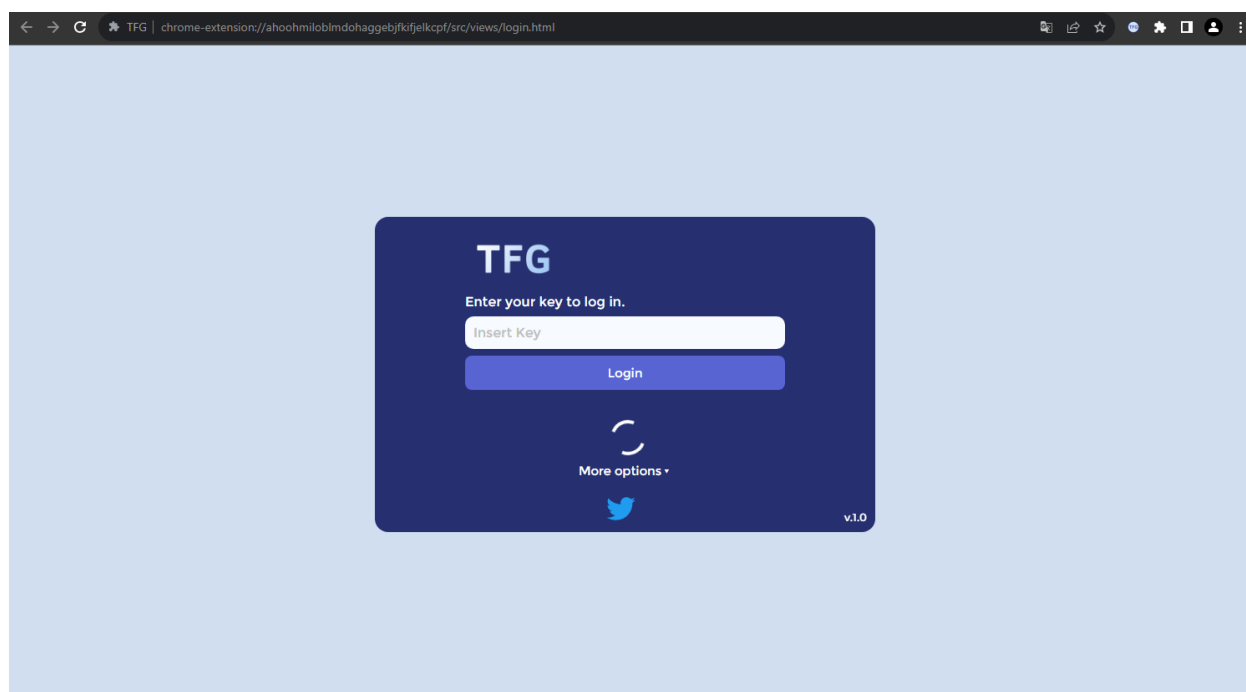 TFG | chrome-extension://ahoohmiloblmdohaggebjfkifjelkcpf/src/views/login.html
TFG
Enter your key to log in.
Insert Key
Login
More options ▾
v.1.0